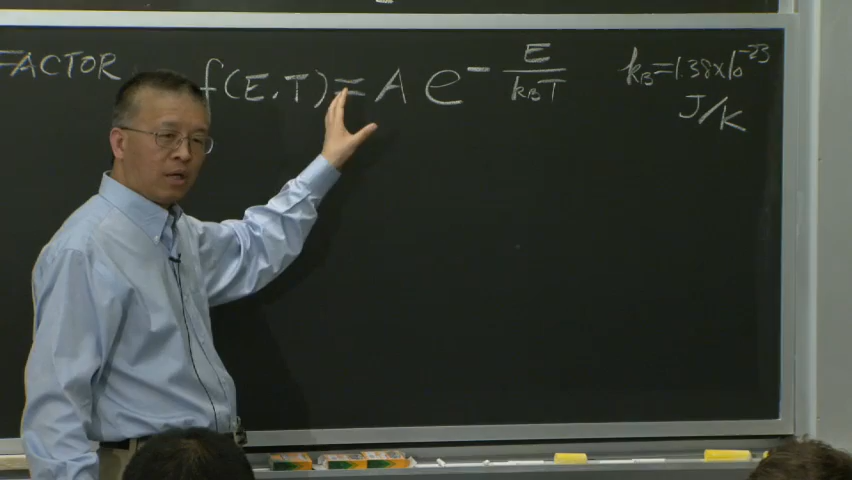 FACTOR f(E,T) = A e^{-E/(k_B T)} k_B = 1.38×10^{-23}
J/K